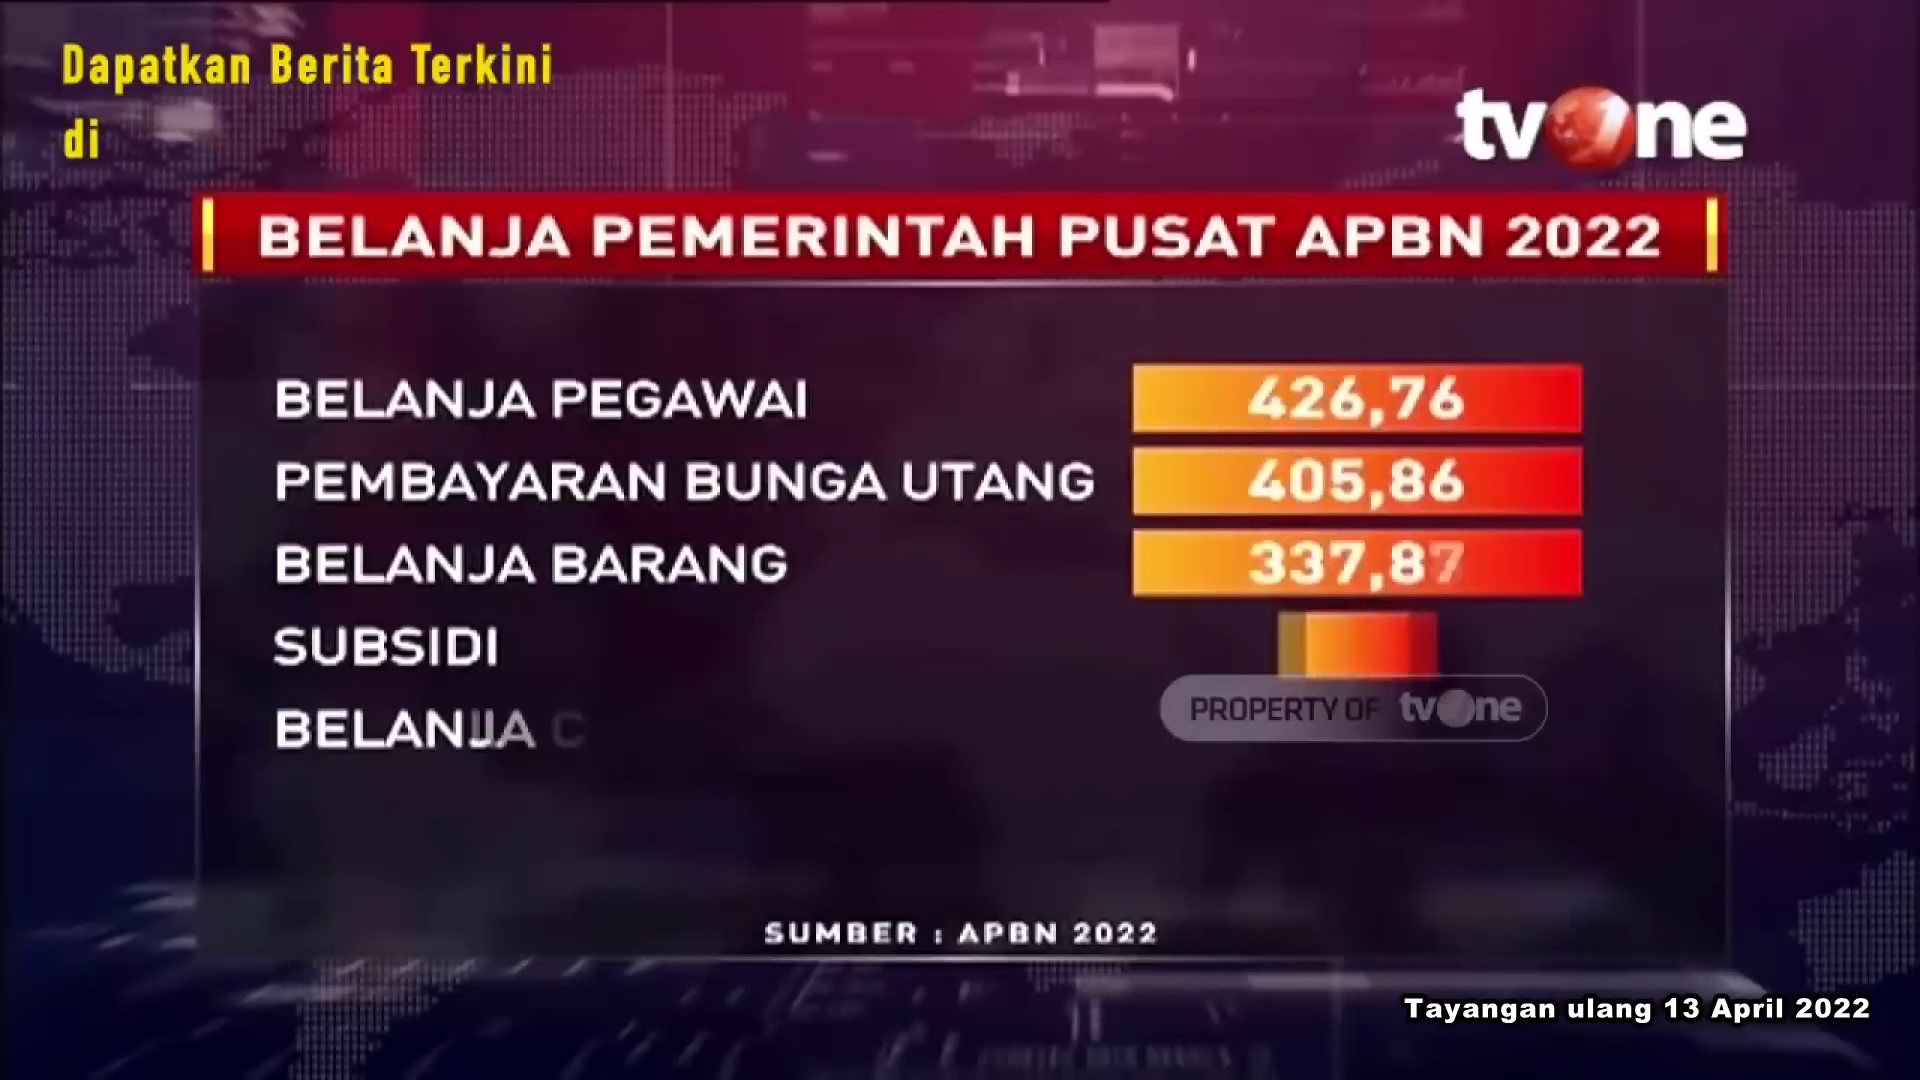 Dapatkan Berita Terkini
di
tvOne
BELANJA PEMERINTAH PUSAT APBN 2022
BELANJA PEGAWAI 426,76
PEMBAYARAN BUNGA UTANG 405,86
BELANJA BARANG 337,87
SUBSIDI
BELANJA
PROPERTY OF tvOne
SUMBER : APBN 2022
Tayangan ulang 13 April 2022